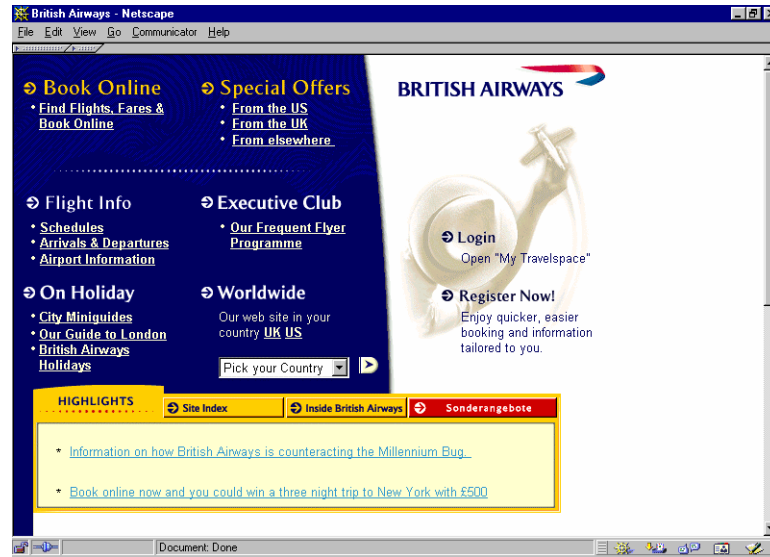 British Airways - Netscape
File Edit View Go Communicator Help
Book Online
• Find Flights, Fares &
Book Online
Special Offers
• From the US
• From the UK
• From elsewhere
BRITISH AIRWAYS
Flight Info
• Schedules
• Arrivals & Departures
• Airport Information
Executive Club
• Our Frequent Flyer
Programme
Login
Open "My Travelspace"
On Holiday
• City Miniguides
• Our Guide to London
• British Airways
Holidays
Worldwide
Our web site in your
country UK US
Pick your Country
Register Now!
Enjoy quicker, easier
booking and information
tailored to you.
HIGHLIGHTS
Site Index
Inside British Airways
Sonderangebote
* Information on how British Airways is counteracting the Millennium Bug.
* Book online now and you could win a three night trip to New York with £500
Document: Done